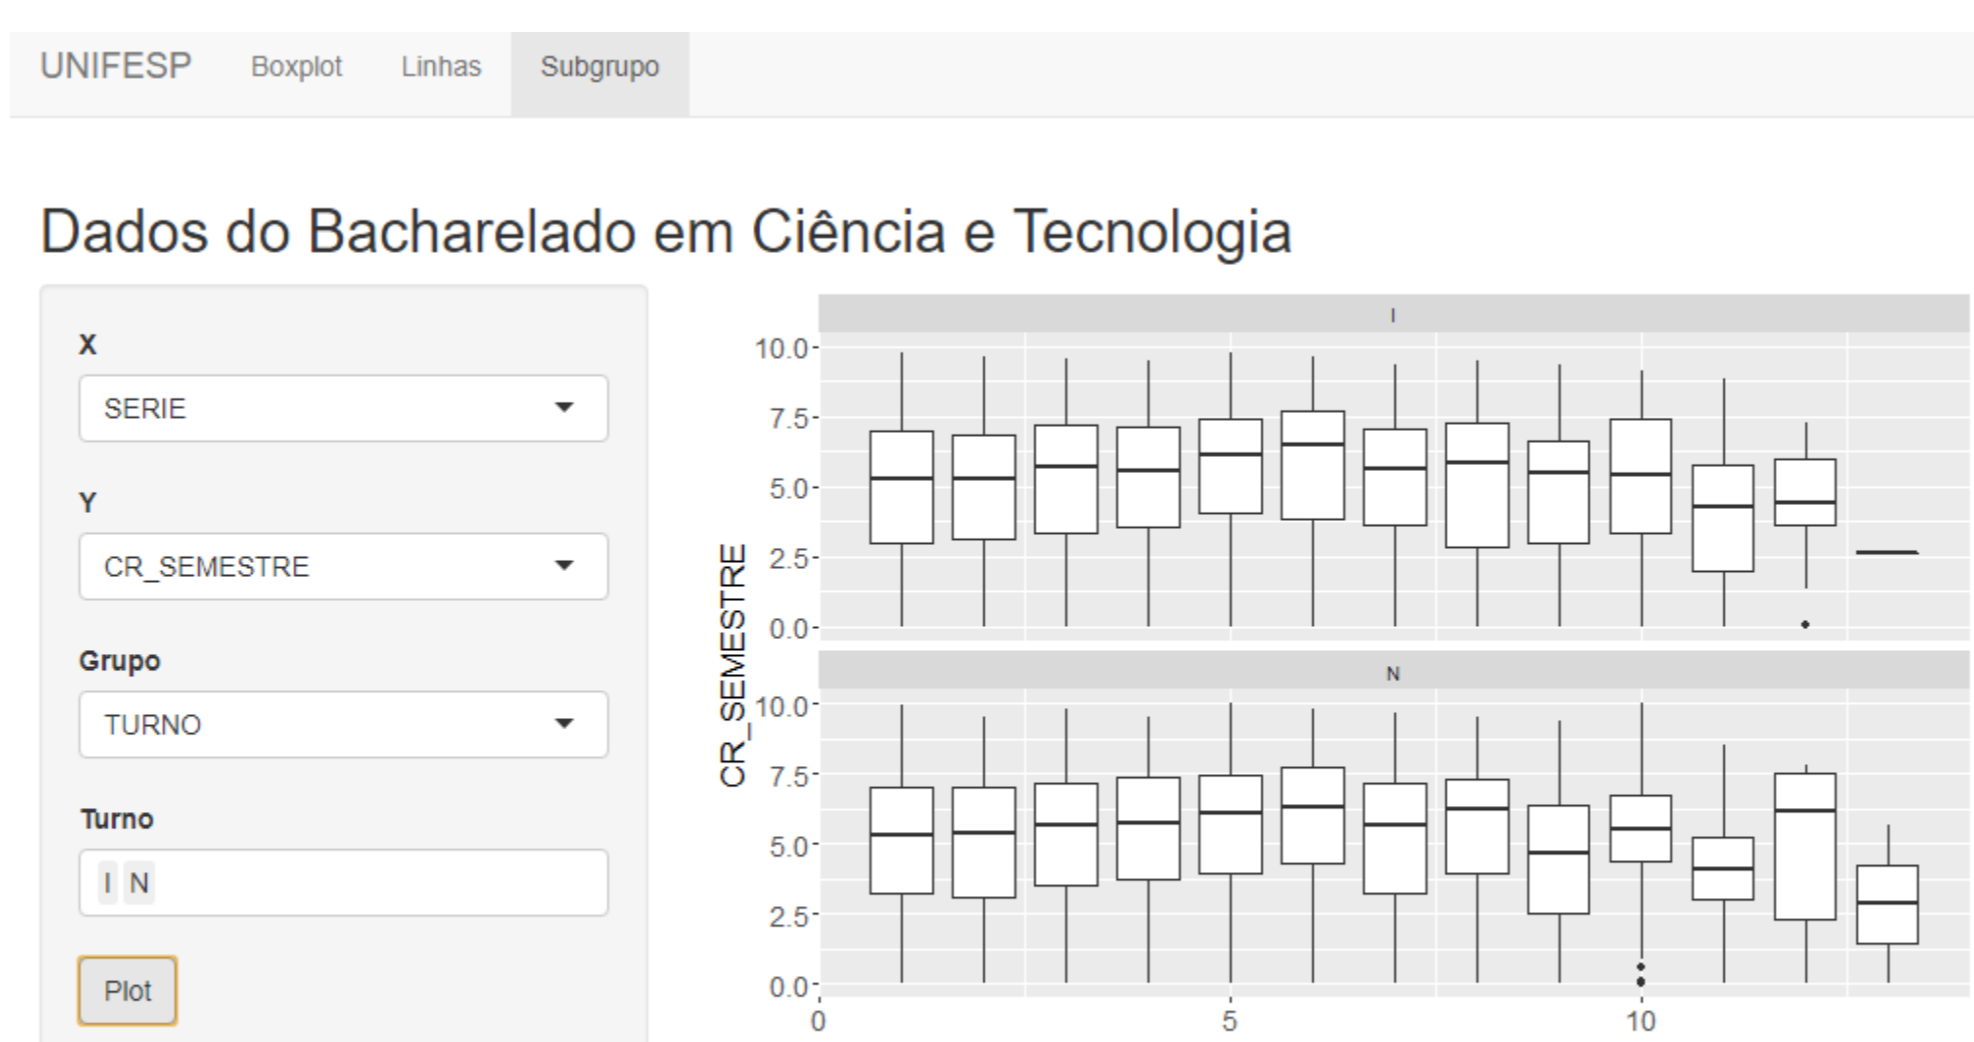 UNIFESP Boxplot Linhas Subgrupo
Dados do Bacharelado em Ciência e Tecnologia
X
SERIE
Y
CR_SEMESTRE
Grupo
TURNO
Turno
I N
Plot
CR_SEMESTRE
I
10.0
7.5
5.0
2.5
0.0
N
10.0
7.5
5.0
2.5
0.0
0 5 10